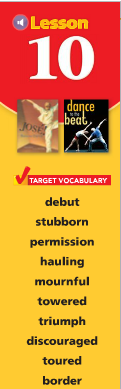 Lesson
10
JOSÉ!
dance
to the
beat
TARGET VOCABULARY
debut
stubborn
permission
hauling
mournful
towered
triumph
discouraged
toured
border